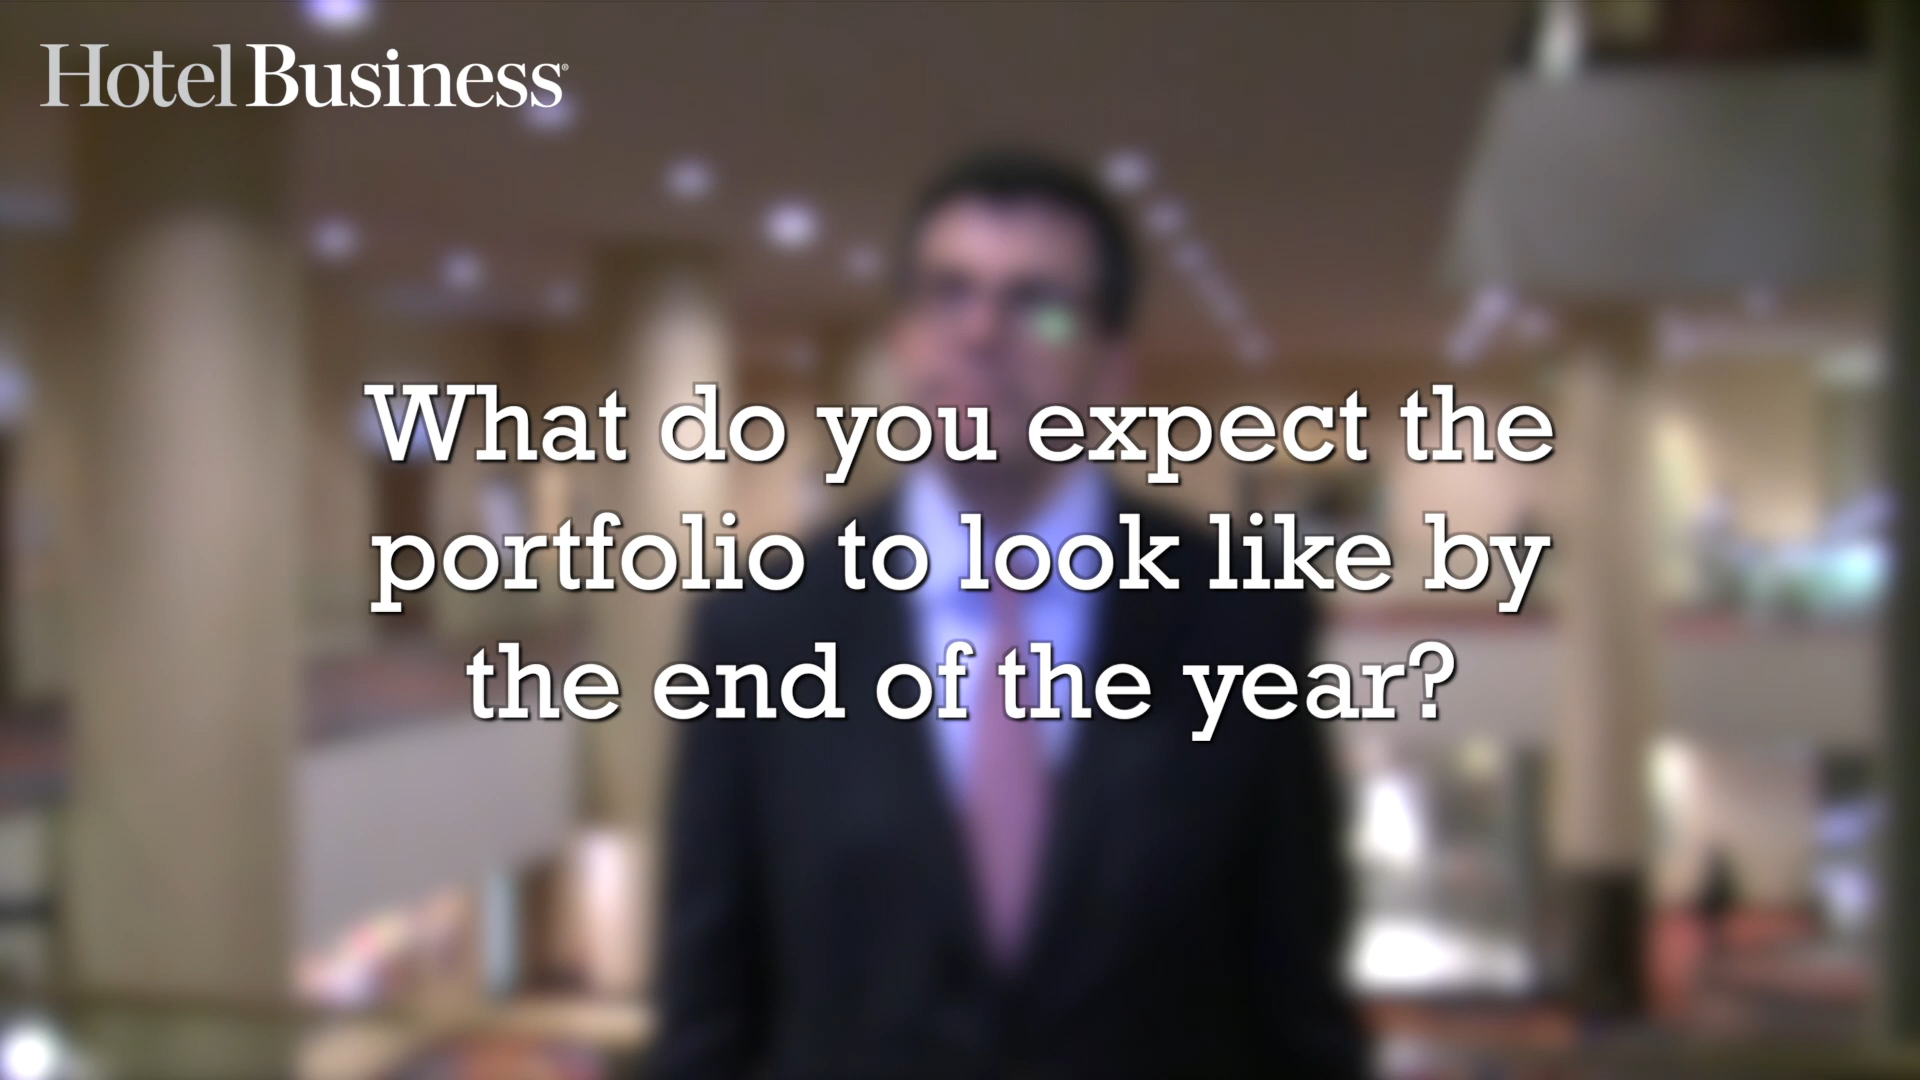 Hotel Business®
What do you expect the
portfolio to look like by
the end of the year?